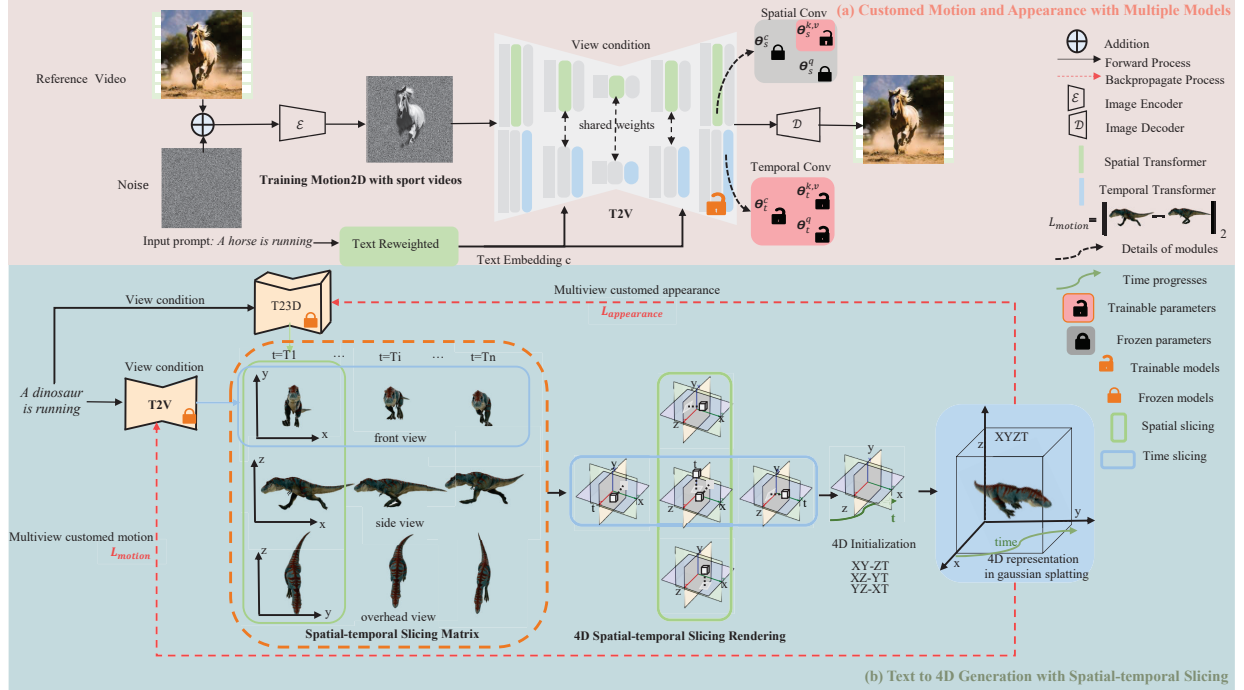 (a) Customed Motion and Appearance with Multiple Models
Reference Video
Noise
ℰ
Training Motion2D with sport videos
Input prompt: A horse is running
Text Reweighted
Text Embedding c
View condition
shared weights
T2V
Spatial Conv
θ_s^c
θ_s^{k,v}
θ_s^q
Temporal Conv
θ_t^c
θ_t^{k,v}
θ_t^q
𝒟
Addition
Forward Process
Backpropagate Process
ℰ Image Encoder
𝒟 Image Decoder
Spatial Transformer
Temporal Transformer
L_motion = 2
Details of modules
Time progresses
Trainable parameters
Frozen parameters
Trainable models
Frozen models
Spatial slicing
Time slicing
View condition
T23D
Multiview customed appearance
L_appearance
View condition
A dinosaur
is running
T2V
t=T1 ... t=Ti ... t=Tn
y
x
front view
z
x
side view
z
y
overhead view
Multiview customed motion
L_motion
Spatial-temporal Slicing Matrix
y
z
x
y
t
x
t
z
x
y
z
t
y
z
x
4D Spatial-temporal Slicing Rendering
y
x
z
t
4D Initialization
XY-ZT
XZ-YT
YZ-XT
z
XYZT
y
time
x
4D representation
in gaussian splatting
(b) Text to 4D Generation with Spatial-temporal Slicing